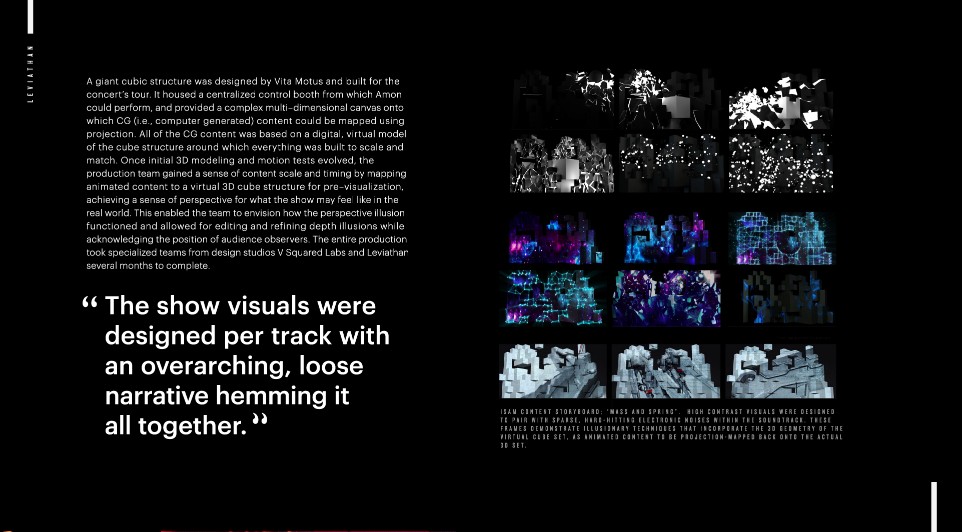 LEVIATHAN
A giant cubic structure was designed by Vita Motus and built for the
concert's tour. It housed a centralized control booth from which Amon
could perform, and provided a complex multi-dimensional canvas onto
which CG (i.e., computer generated) content could be mapped using
projection. All of the CG content was based on a digital, virtual model
of the cube structure around which everything was built to scale and
match. Once initial 3D modeling and motion tests evolved, the
production team gained a sense of content scale and timing by mapping
animated content to a virtual 3D cube structure for pre-visualization,
achieving a sense of perspective for what the show may feel like in the
real world. This enabled the team to envision how the perspective illusion
functioned and allowed for editing and refining depth illusions while
acknowledging the position of audience observers. The entire production
took specialized teams from design studios V Squared Labs and Leviathan
several months to complete.
“ The show visuals were
designed per track with
an overarching, loose
narrative hemming it
all together. ”
ISAM CONTENT STORYBOARD: "MASS AND SPRING". HIGH CONTRAST VISUALS WERE DESIGNED
TO PAIR WITH SPARSE, HARD-HITTING ELECTRONIC NOISES WITHIN THE SOUNDTRACK. THESE
FRAMES DEMONSTRATE ILLUSIONARY TECHNIQUES THAT INCORPORATE THE 3D GEOMETRY OF THE
VIRTUAL CUBE SET, AS ANIMATED CONTENT TO BE PROJECTION-MAPPED BACK ONTO THE ACTUAL
3D SET.